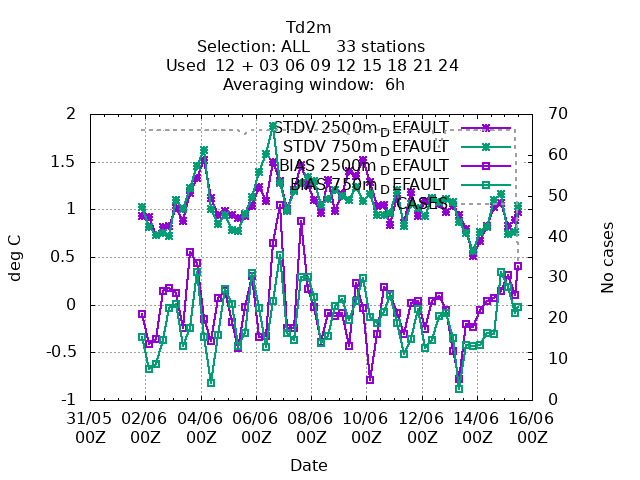 Td2m
Selection: ALL 33 stations
Used 12 + 03 06 09 12 15 18 21 24
Averaging window: 6h
STDV 2500m_DEFAULT
STDV 750m_DEFAULT
BIAS 2500m_DEFAULT
BIAS 750m_DEFAULT
CASES
deg C
2
1.5
1
0.5
0
-0.5
-1
No cases
70
60
50
40
30
20
10
0
31/05 02/06 04/06 06/06 08/06 10/06 12/06 14/06 16/06
00Z 00Z 00Z 00Z 00Z 00Z 00Z 00Z 00Z
Date